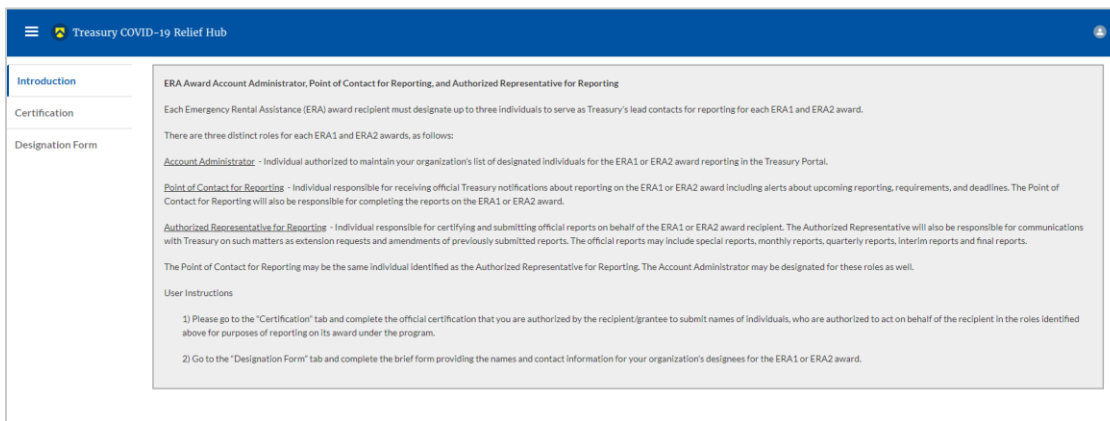 Treasury COVID-19 Relief Hub
Introduction
Certification
Designation Form
ERA Award Account Administrator, Point of Contact for Reporting, and Authorized Representative for Reporting
Each Emergency Rental Assistance (ERA) award recipient must designate up to three individuals to serve as Treasury's lead contacts for reporting for each ERA1 and ERA2 award.
There are three distinct roles for each ERA1 and ERA2 awards, as follows:
Account Administrator - Individual authorized to maintain your organization's list of designated individuals for the ERA1 or ERA2 award reporting in the Treasury Portal.
Point of Contact for Reporting - Individual responsible for receiving official Treasury notifications about reporting on the ERA1 or ERA2 award including alerts about upcoming reporting, requirements, and deadlines. The Point of
Contact for Reporting will also be responsible for completing the reports on the ERA1 or ERA2 award.
Authorized Representative for Reporting - Individual responsible for certifying and submitting official reports on behalf of the ERA1 or ERA2 award recipient. The Authorized Representative will also be responsible for communications
with Treasury on such matters as extension requests and amendments of previously submitted reports. The official reports may include special reports, monthly reports, quarterly reports, interim reports and final reports.
The Point of Contact for Reporting may be the same individual identified as the Authorized Representative for Reporting. The Account Administrator may be designated for these roles as well.
User Instructions
1) Please go to the "Certification" tab and complete the official certification that you are authorized by the recipient/grantee to submit names of individuals, who are authorized to act on behalf of the recipient in the roles identified
above for purposes of reporting on its award under the program.
2) Go to the "Designation Form" tab and complete the brief form providing the names and contact information for your organization's designees for the ERA1 or ERA2 award.